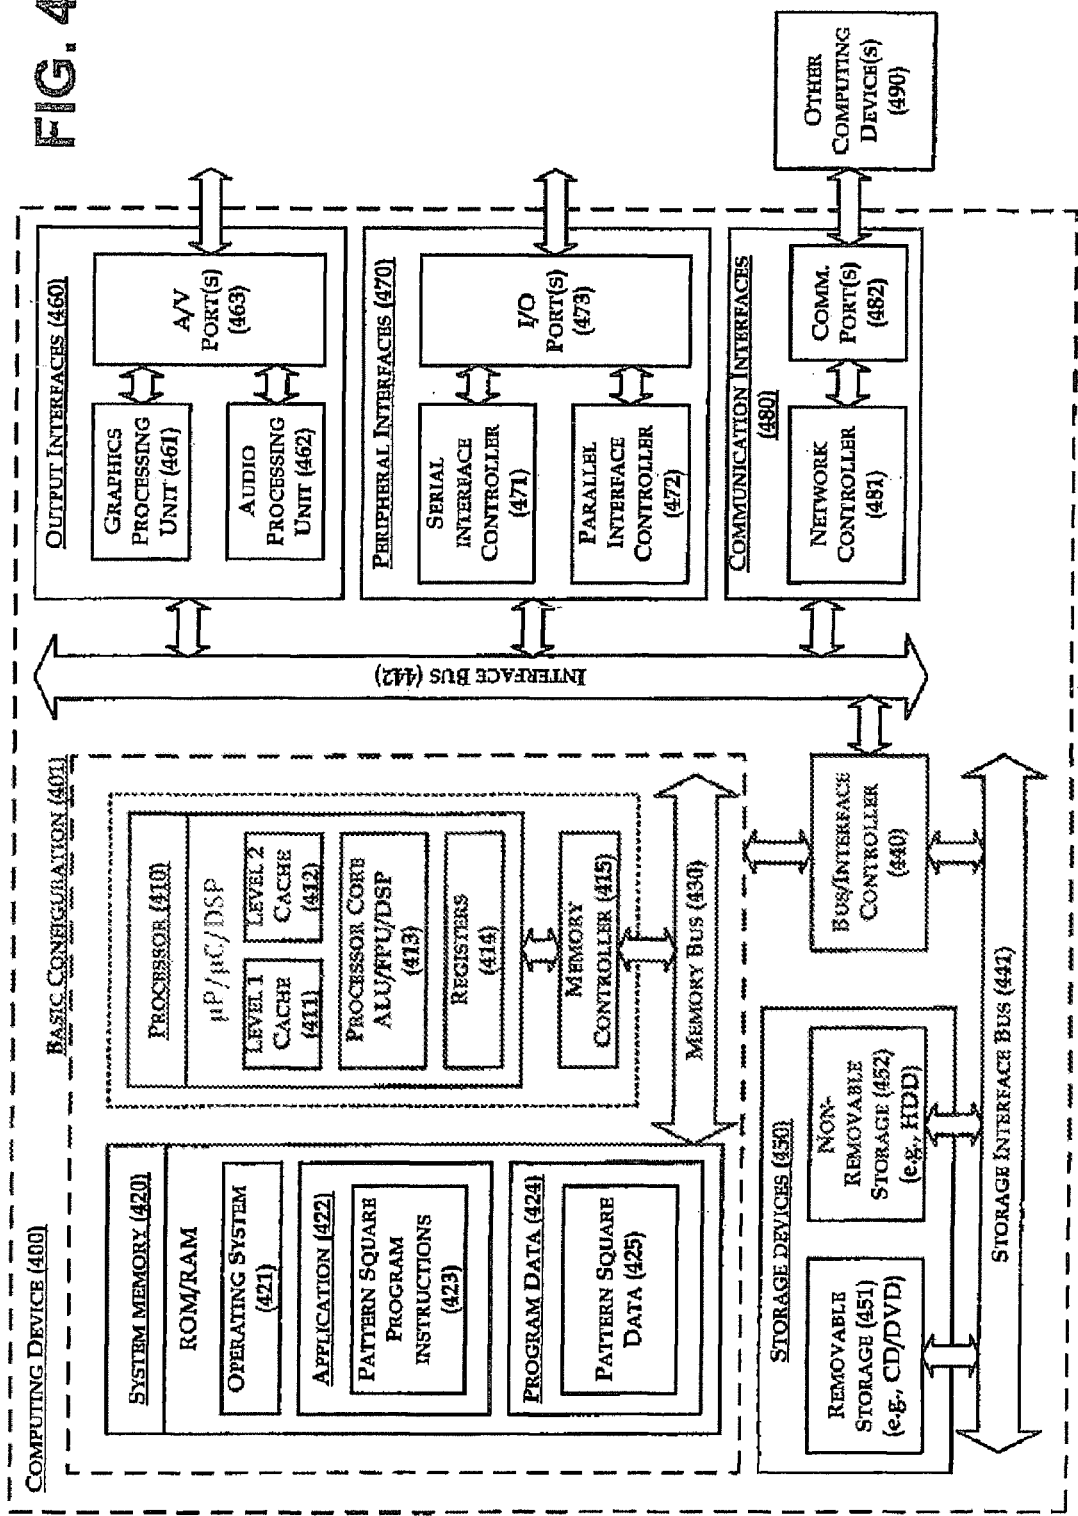 FIG. 4
COMPUTING DEVICE (400)
BASIC CONFIGURATION (401)
SYSTEM MEMORY (420)
ROM/RAM
OPERATING SYSTEM
(421)
APPLICATION (422)
PATTERN SQUARE
PROGRAM
INSTRUCTIONS
(423)
PROGRAM DATA (424)
PATTERN SQUARE
DATA (425)
PROCESSOR (410)
µP/µC/DSP
LEVEL 1
CACHE
(411)
LEVEL 2
CACHE
(412)
PROCESSOR CORE
ALU/FPU/DSP
(413)
REGISTERS
(414)
MEMORY
CONTROLLER (415)
MEMORY BUS (430)
STORAGE DEVICES (450)
REMOVABLE
STORAGE (451)
(e.g., CD/DVD)
NON-
REMOVABLE
STORAGE (452)
(e.g., HDD)
BUS/INTERFACE
CONTROLLER
(440)
STORAGE INTERFACE BUS (441)
INTERFACE BUS (442)
OUTPUT INTERFACES (460)
GRAPHICS
PROCESSING
UNIT (461)
AUDIO
PROCESSING
UNIT (462)
A/V
PORT(S)
(463)
PERIPHERAL INTERFACES (470)
SERIAL
INTERFACE
CONTROLLER
(471)
PARALLEL
INTERFACE
CONTROLLER
(472)
I/O
PORT(S)
(473)
COMMUNICATION INTERFACES
(480)
NETWORK
CONTROLLER
(481)
COMM.
PORT(S)
(482)
OTHER
COMPUTING
DEVICE(S)
(490)